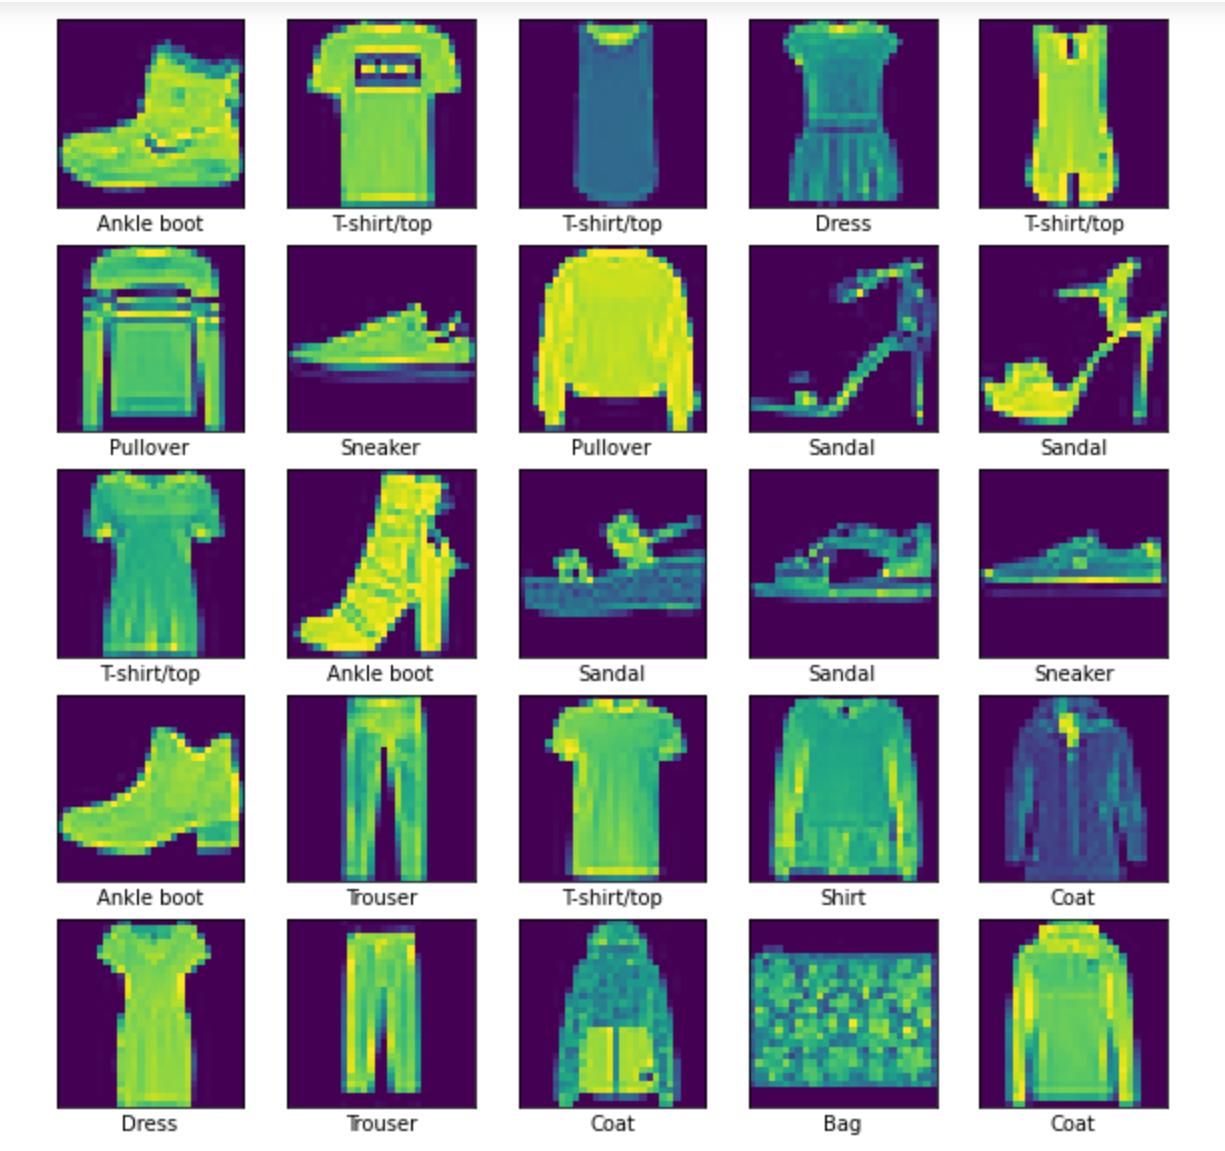 Ankle boot T-shirt/top T-shirt/top Dress T-shirt/top
Pullover Sneaker Pullover Sandal Sandal
T-shirt/top Ankle boot Sandal Sandal Sneaker
Ankle boot Trouser T-shirt/top Shirt Coat
Dress Trouser Coat Bag Coat